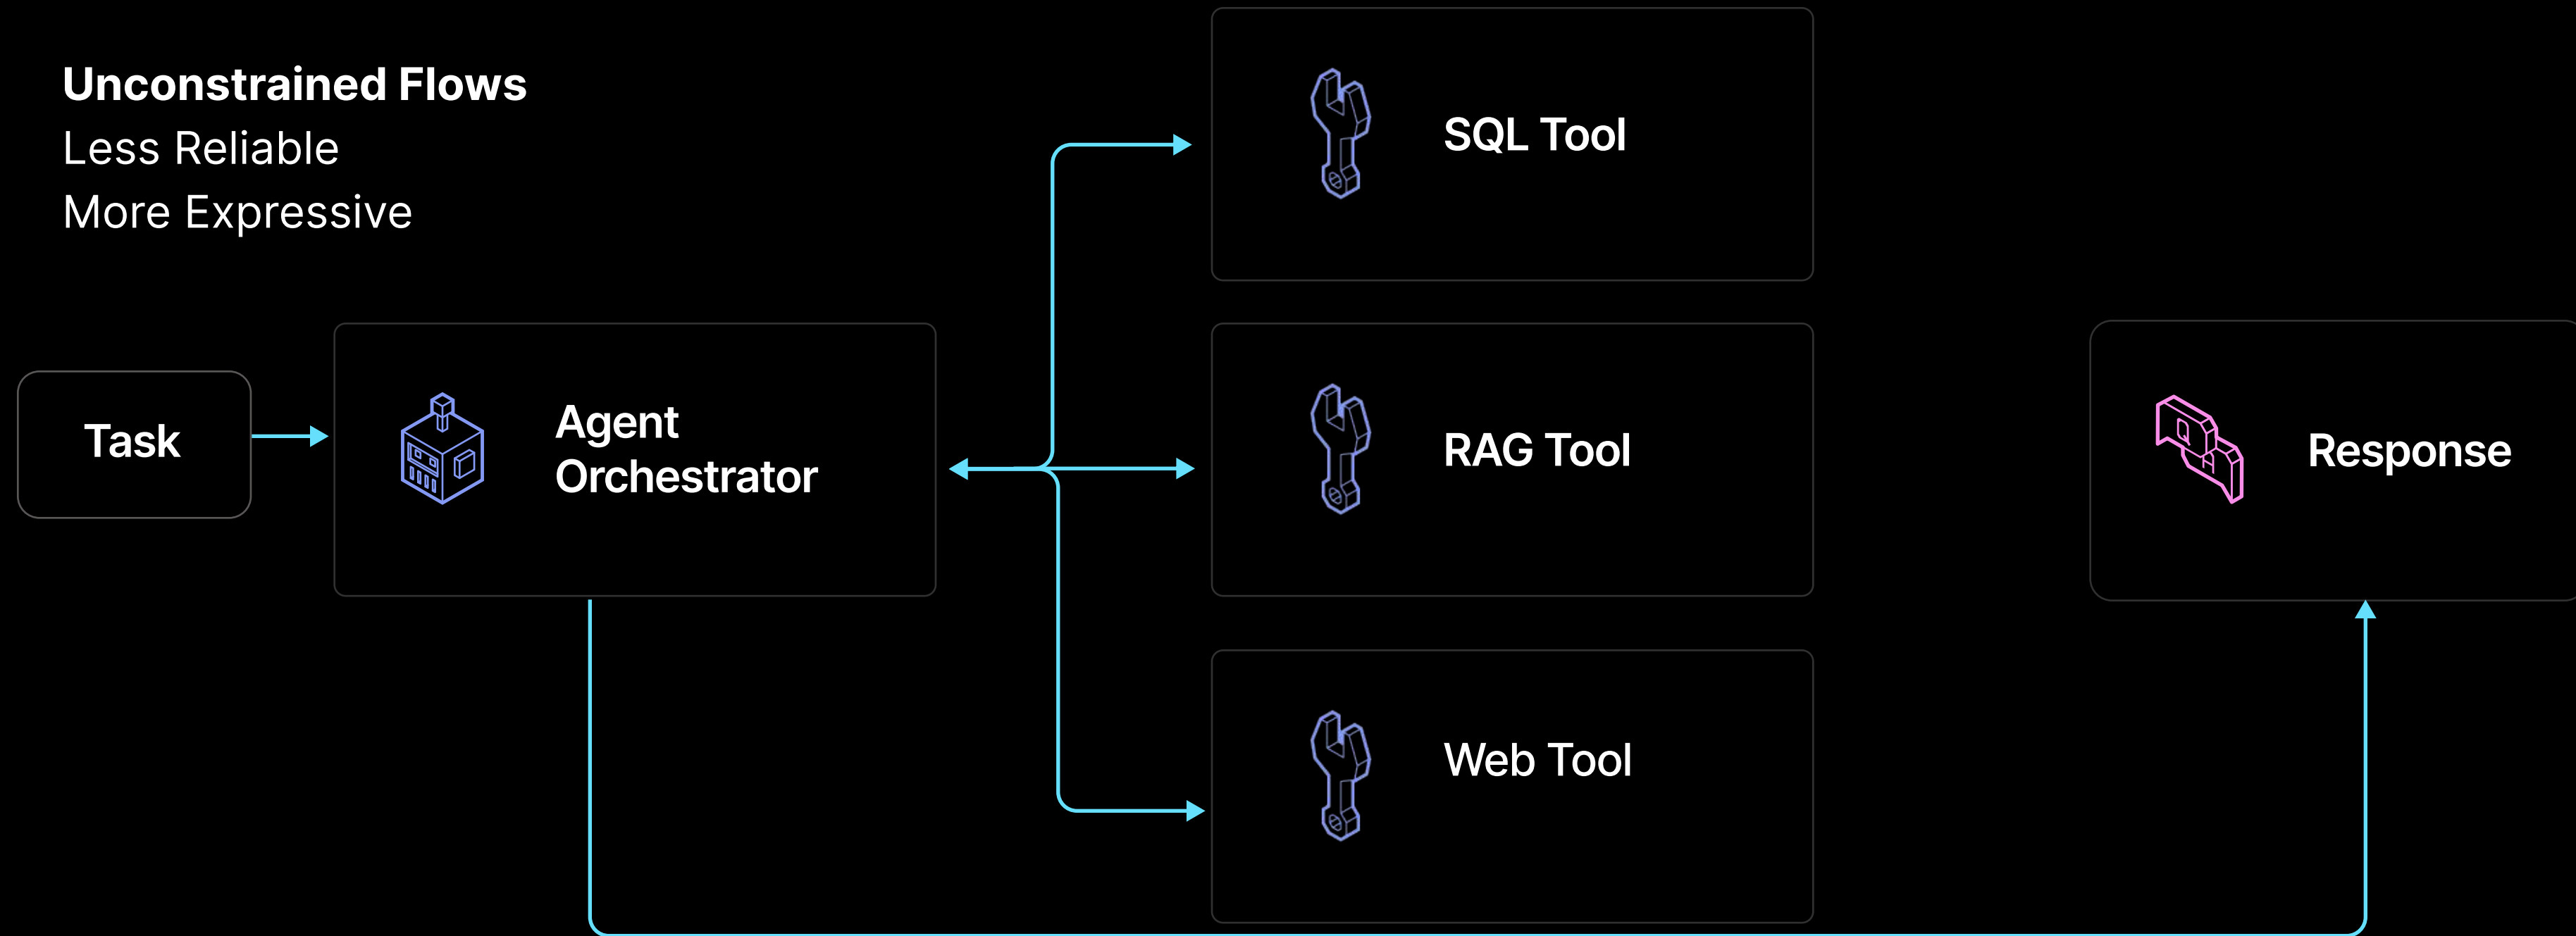 Unconstrained Flows
Less Reliable
More Expressive
SQL Tool
Task
Agent
Orchestrator
RAG Tool
Q
A
Response
Web Tool